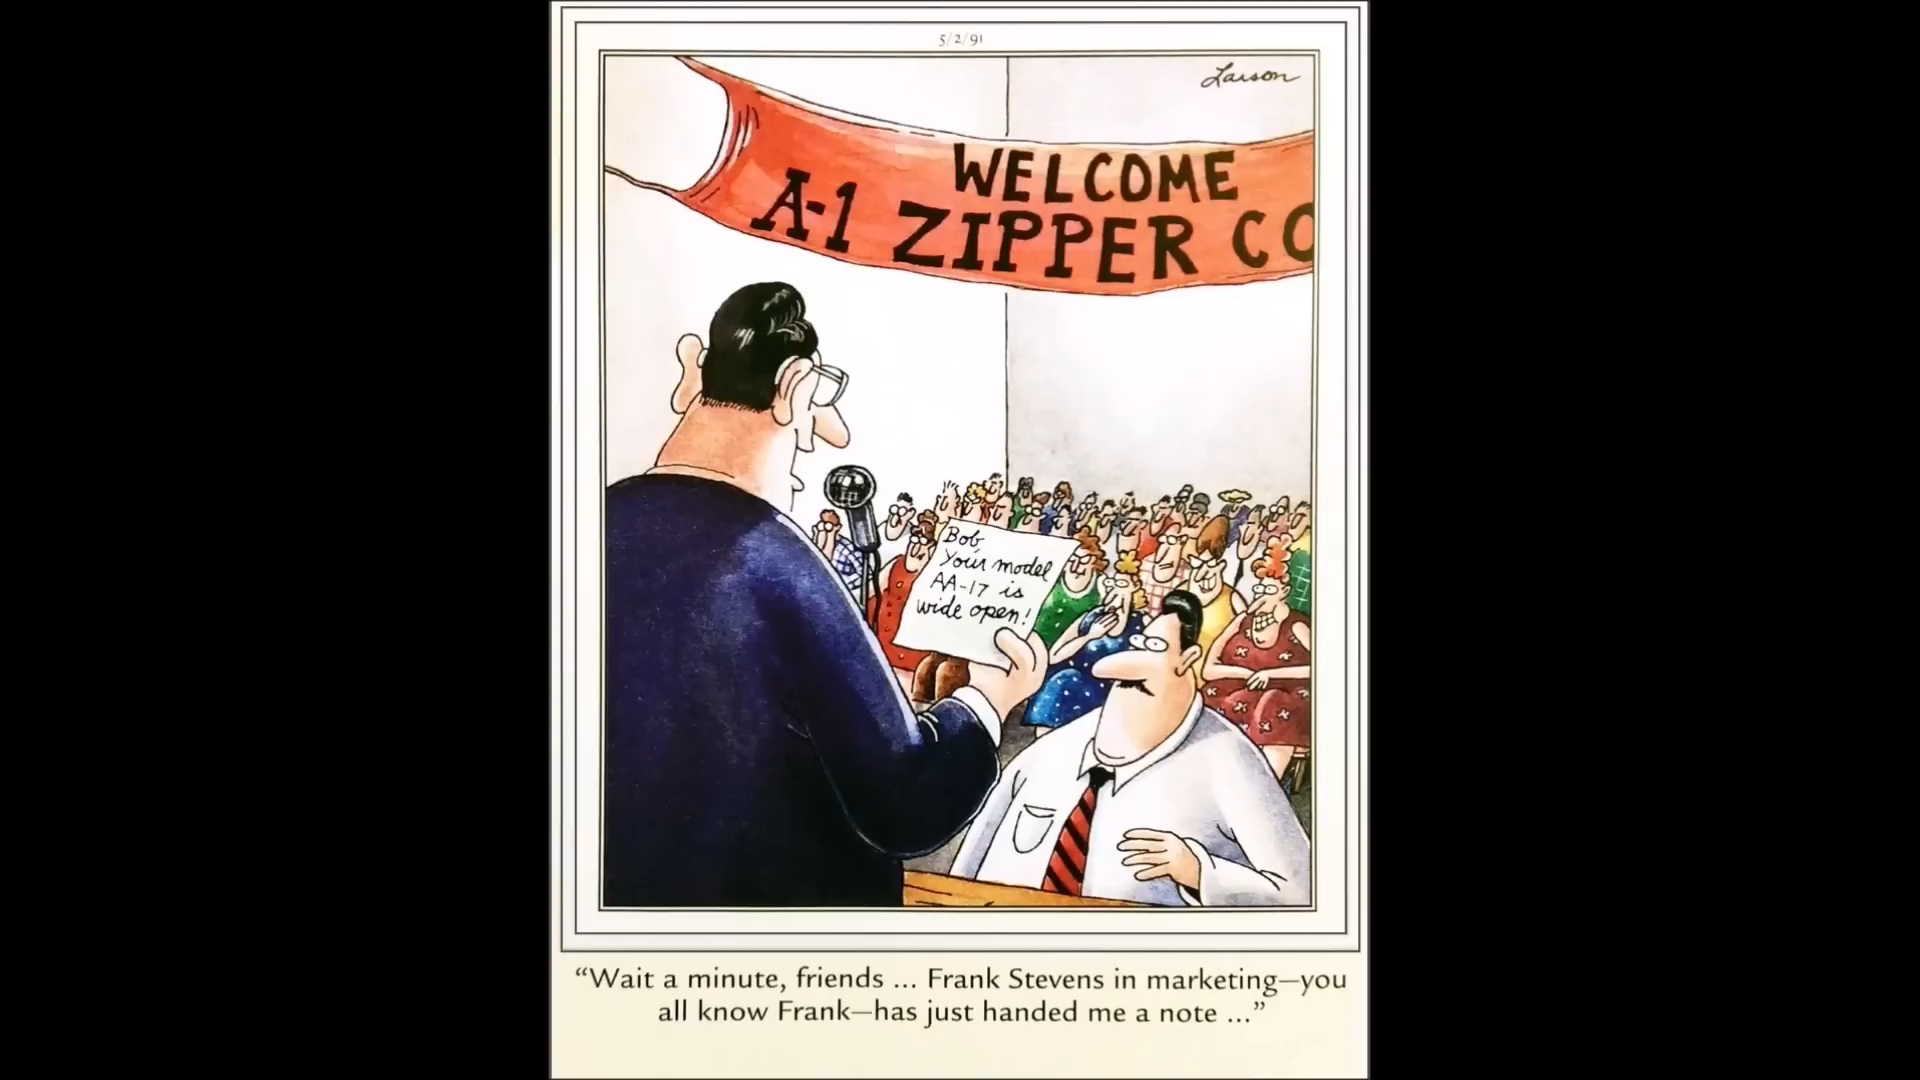 5/2/91
Larson
WELCOME
A-1 ZIPPER CO
Bob,
Your model
AA-17 is
wide open!
“Wait a minute, friends ... Frank Stevens in marketing—you
all know Frank—has just handed me a note ...”